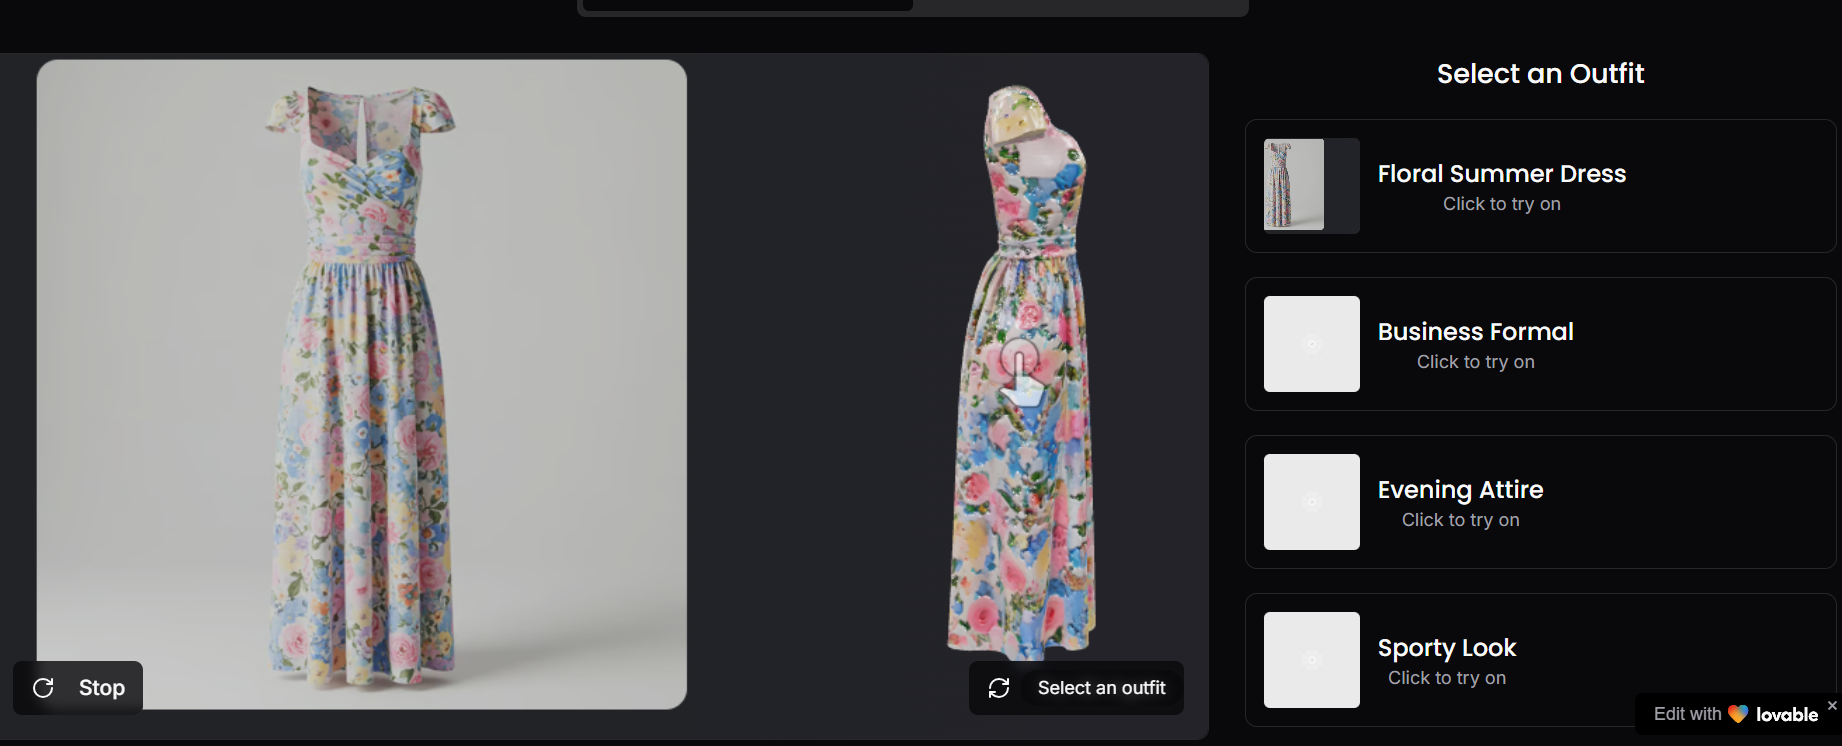 Select an Outfit
Floral Summer Dress
Click to try on
Business Formal
Click to try on
Evening Attire
Click to try on
Sporty Look
Click to try on
Stop
Select an outfit
Edit with lovable
×